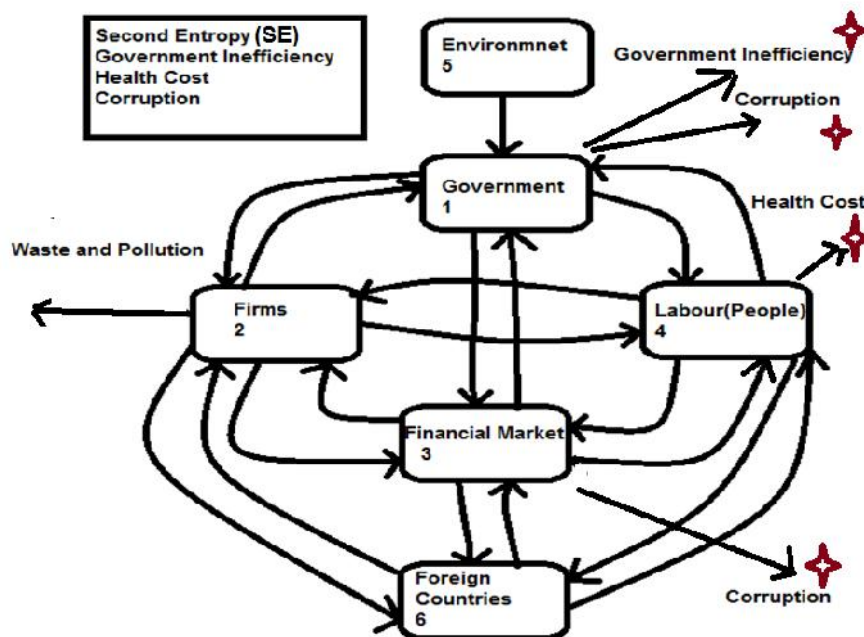 Second Entropy (SE)
Government Inefficiency
Health Cost
Corruption
Environmnet
5
Government Inefficiency
Corruption
Government
1
Health Cost
Waste and Pollution
Firms
2
Labour(People)
4
Financial Market
3
Foreign
Countries
6
Corruption